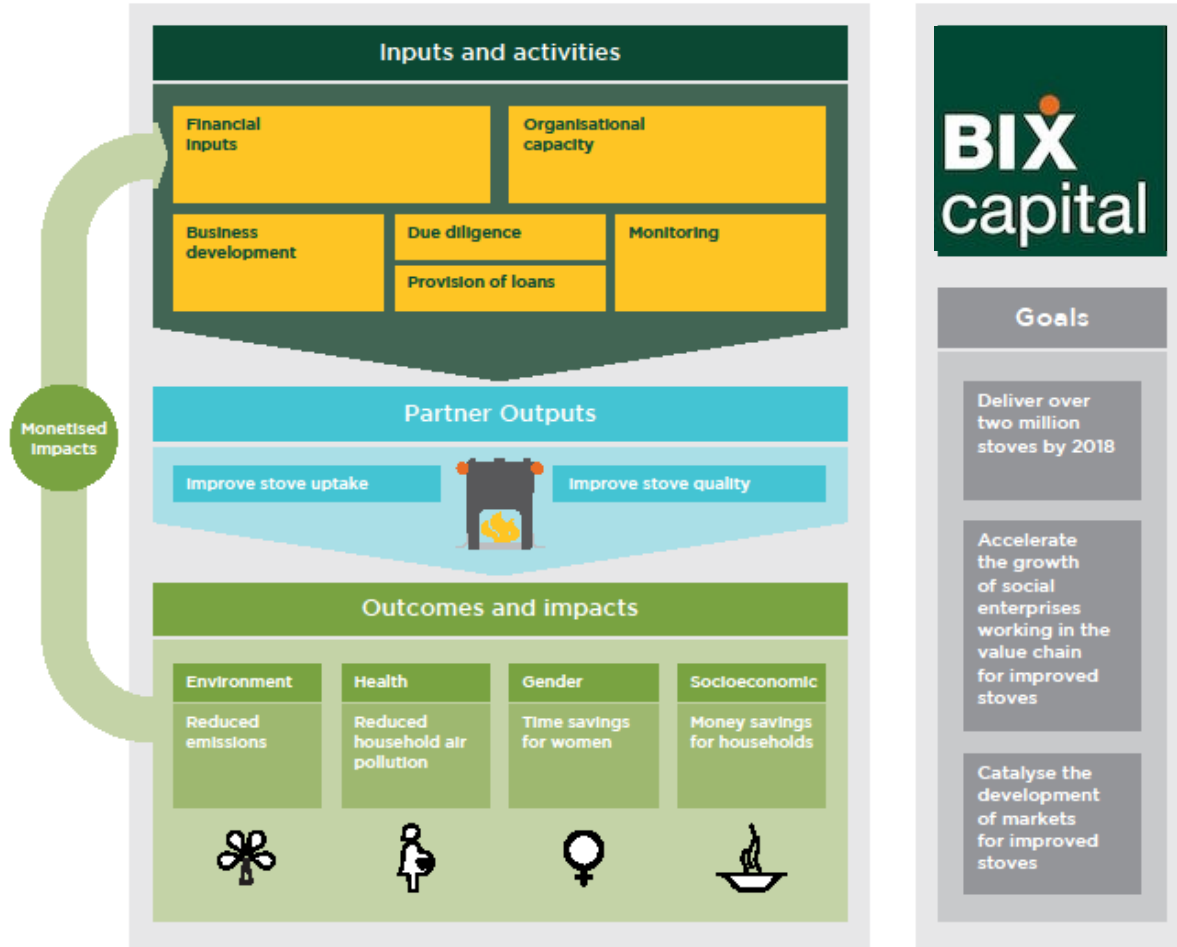 Inputs and activities
Financial
inputs
Organisational
capacity
Business
development
Due diligence
Provision of loans
Monitoring
Monetised
impacts
Partner Outputs
Improve stove uptake
Improve stove quality
Outcomes and impacts
Environment
Reduced
emissions
Health
Reduced
household air
pollution
Gender
Time savings
for women
Socioeconomic
Money savings
for households
BIX
capital
Goals
Deliver over
two million
stoves by 2018
Accelerate
the growth
of social
enterprises
working in the
value chain
for improved
stoves
Catalyse the
development
of markets
for improved
stoves